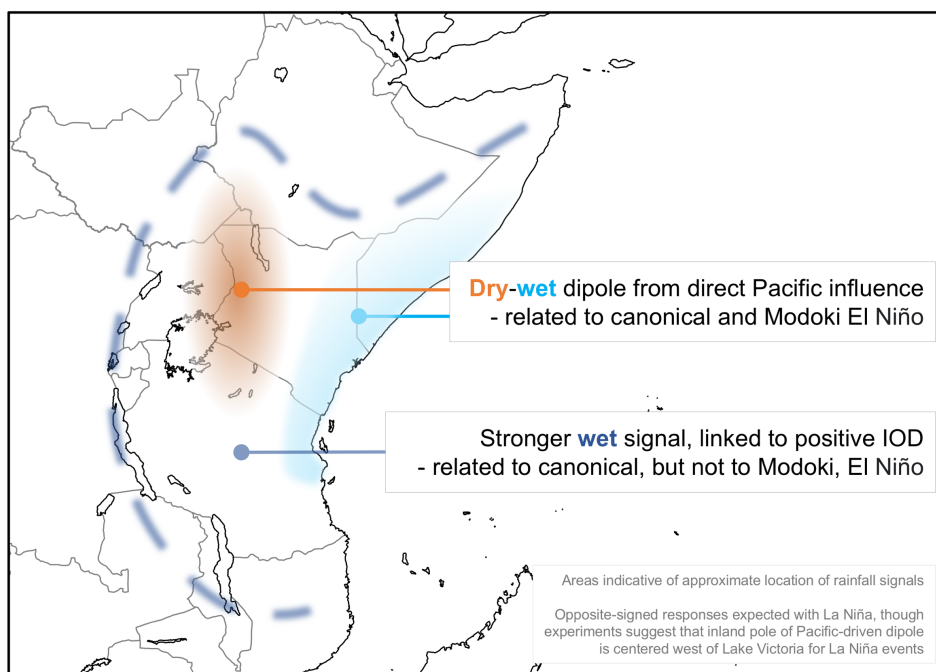 Dry-wet dipole from direct Pacific influence
- related to canonical and Modoki El Niño
Stronger wet signal, linked to positive IOD
- related to canonical, but not to Modoki, El Niño
Areas indicative of approximate location of rainfall signals
Opposite-signed responses expected with La Niña, though
experiments suggest that inland pole of Pacific-driven dipole
is centered west of Lake Victoria for La Niña events